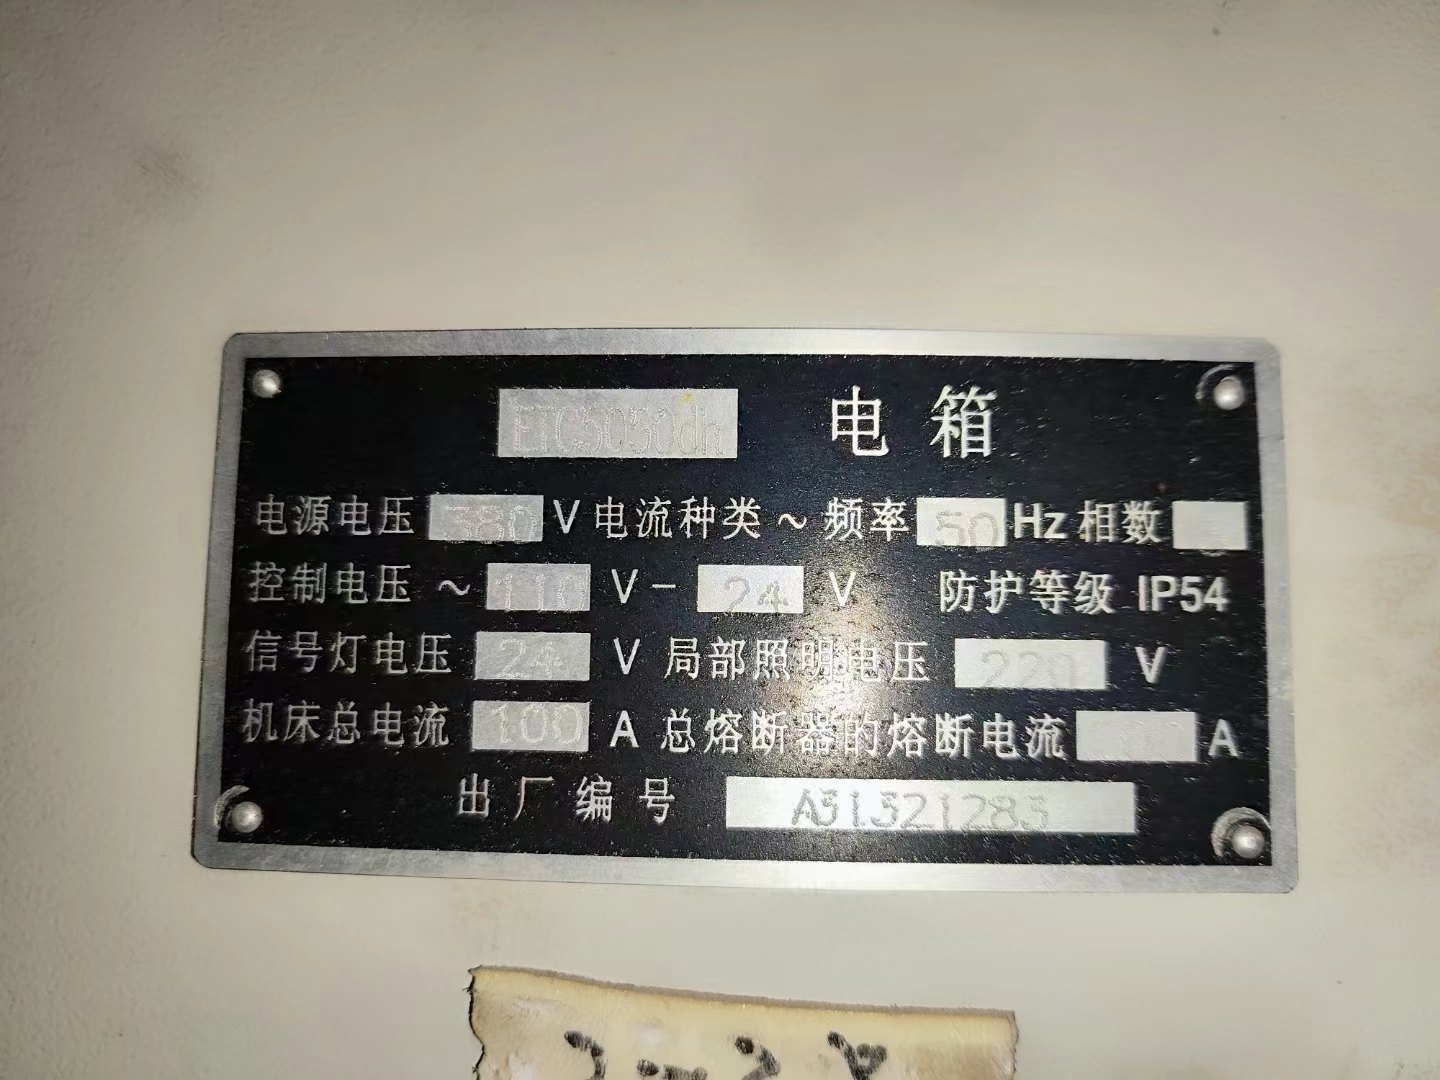 ETC5050dh 电箱
电源电压 380 V 电流种类 ~ 频率 50 Hz 相数
控制电压 ~ 110 V - 24 V 防护等级 IP54
信号灯电压 24 V 局部照明电压 220 V
机床总电流 100 A 总熔断器的熔断电流 A
出厂编号 A31321283